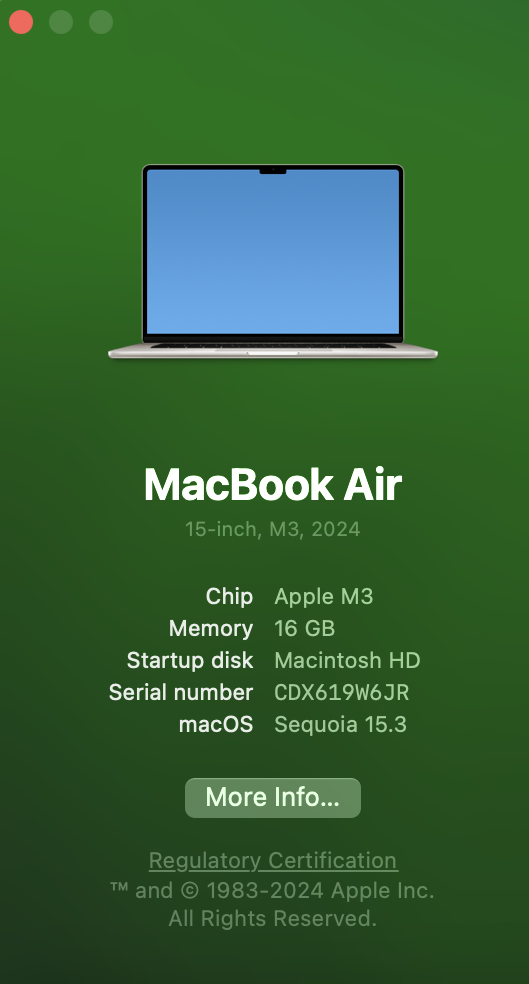 MacBook Air
15-inch, M3, 2024
Chip Apple M3
Memory 16 GB
Startup disk Macintosh HD
Serial number CDX619W6JR
macOS Sequoia 15.3
More Info...
Regulatory Certification
™ and © 1983-2024 Apple Inc.
All Rights Reserved.